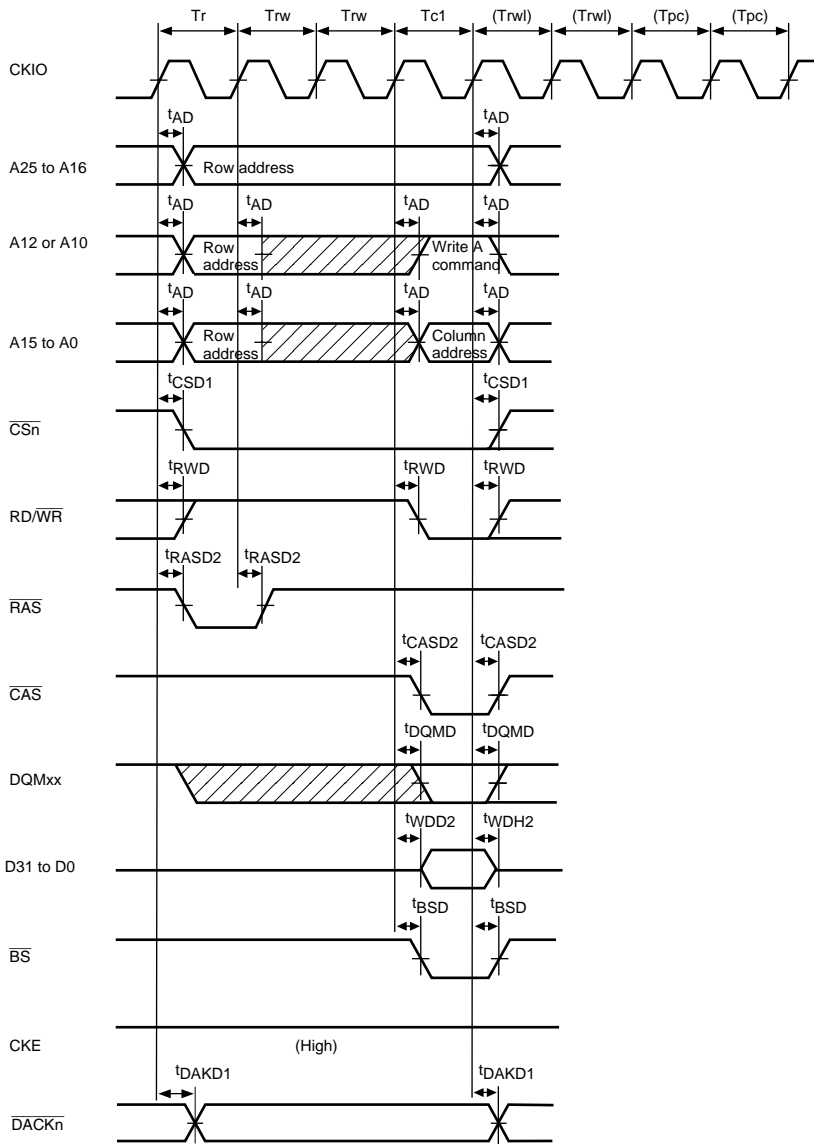 Tr Trw Trw Tc1 (Trwl) (Trwl) (Tpc) (Tpc)
CKIO
tAD tAD
A25 to A16 Row address
tAD tAD tAD tAD
A12 or A10 Row address Write A command
tAD tAD tAD tAD
A15 to A0 Row address Column address
tCSD1 tCSD1
CSn
tRWD tRWD tRWD
RD/WR
tRASD2 tRASD2
RAS
tCASD2 tCASD2
CAS
tDQMD tDQMD
DQMxx
tWDD2 tWDH2
D31 to D0
tBSD tBSD
BS
CKE (High)
tDAKD1 tDAKD1
DACKn